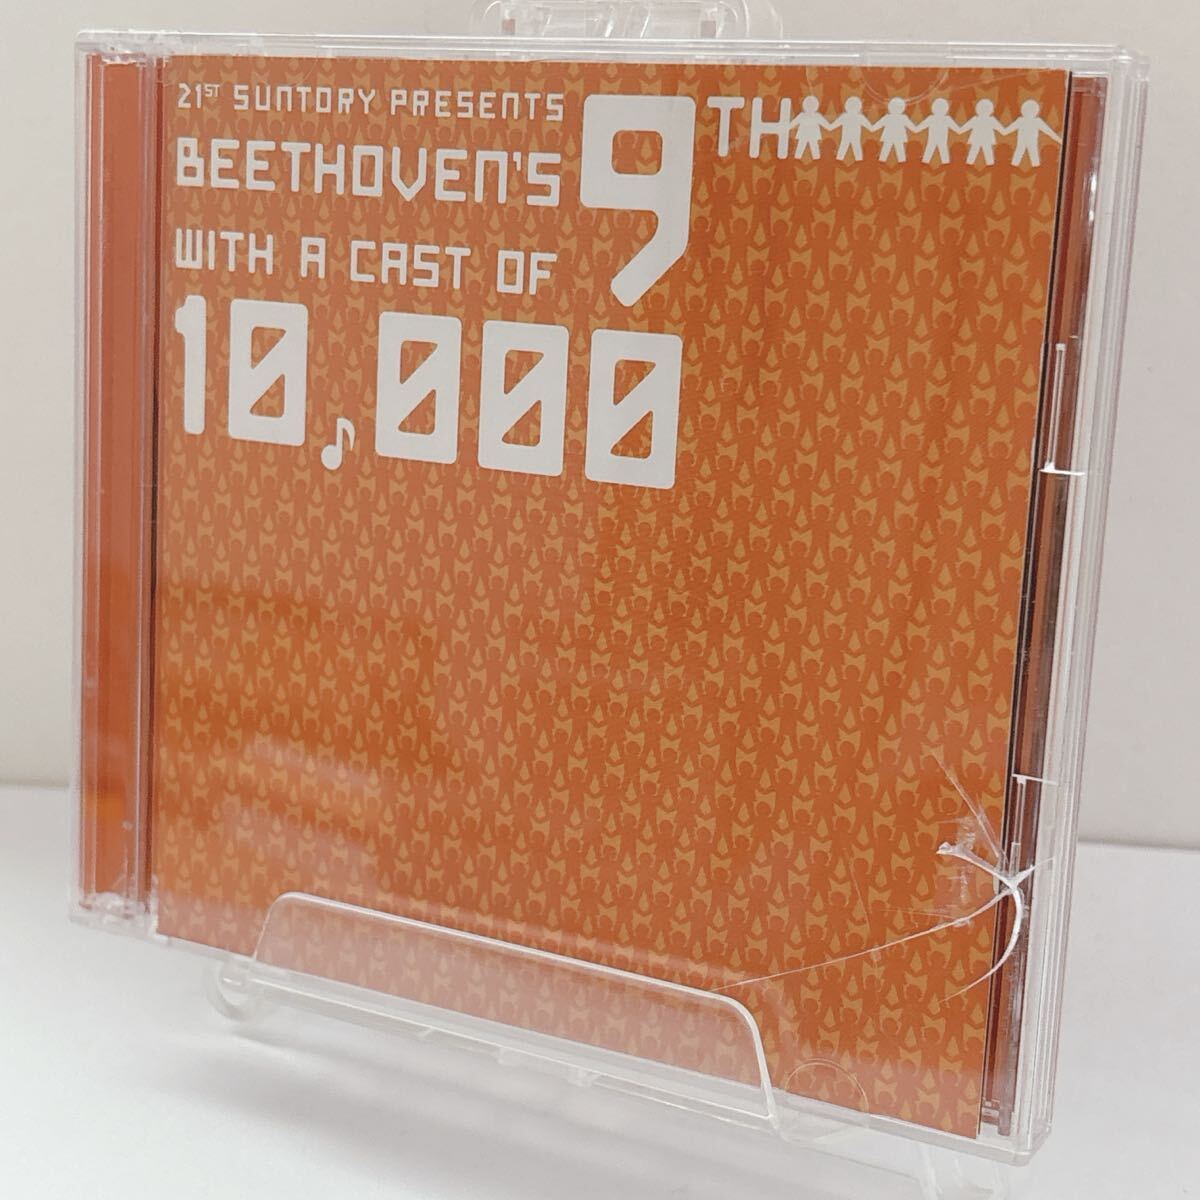 21ST SUNTORY PRESENTS
BEETHOVEN'S 9TH
WITH A CAST OF
10,000